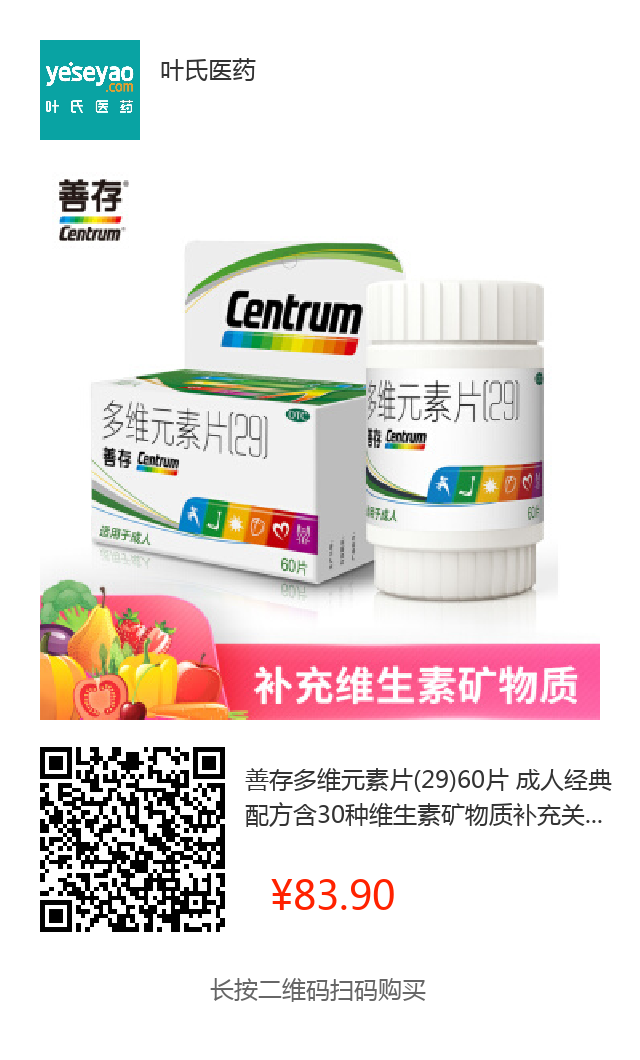 yeseyao
.com
叶氏医药
叶氏医药
善存®
Centrum®
Centrum
多维元素片(29)
OTC
善存 Centrum
适用于成人
60片
多维元素片(29)
善存 Centrum
适用于成人
60片
补充维生素矿物质
善存多维元素片(29)60片 成人经典
配方含30种维生素矿物质补充关...
¥83.90
长按二维码扫码购买